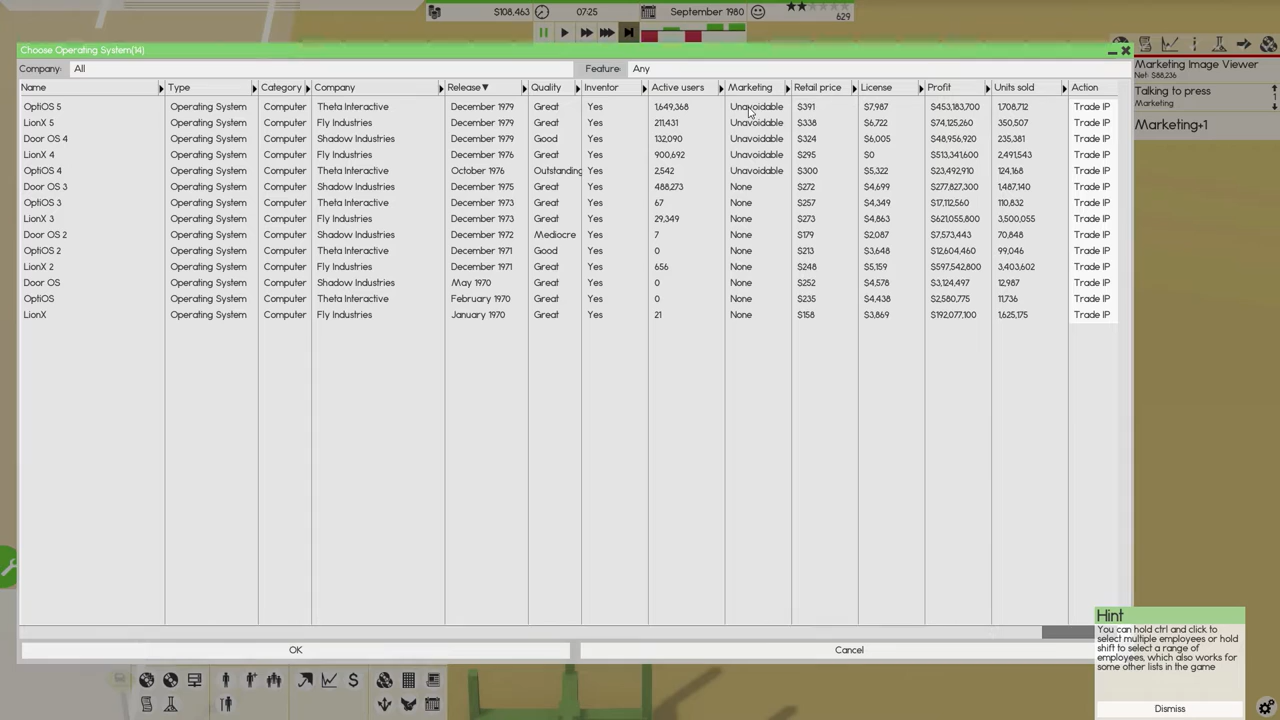 $108,463 07:25 September 1980 629
Choose Operating System(14)
Company: All Feature: Any
Name Type Category Company Release▼ Quality Inventor Active users Marketing Retail price License Profit Units sold Action
OptiOS 5 Operating System Computer Theta Interactive December 1979 Great Yes 1,649,368 Unavoidable $391 $7,987 $453,183,700 1,708,712 Trade IP
LionX 5 Operating System Computer Fly Industries December 1979 Great Yes 211,431 Unavoidable $338 $6,722 $74,125,260 350,507 Trade IP
Door OS 4 Operating System Computer Shadow Industries December 1979 Good Yes 132,090 Unavoidable $324 $6,005 $48,956,920 235,381 Trade IP
LionX 4 Operating System Computer Fly Industries December 1976 Great Yes 900,692 Unavoidable $295 $0 $513,341,600 2,491,543 Trade IP
OptiOS 4 Operating System Computer Theta Interactive October 1976 Outstanding Yes 2,542 Unavoidable $300 $5,322 $23,492,910 124,168 Trade IP
Door OS 3 Operating System Computer Shadow Industries December 1975 Great Yes 488,273 None $272 $4,699 $277,827,300 1,487,140 Trade IP
OptiOS 3 Operating System Computer Theta Interactive December 1973 Great Yes 67 None $257 $4,349 $17,112,560 110,832 Trade IP
LionX 3 Operating System Computer Fly Industries December 1973 Great Yes 29,349 None $273 $4,863 $621,055,800 3,500,055 Trade IP
Door OS 2 Operating System Computer Shadow Industries December 1972 Mediocre Yes 7 None $179 $2,087 $7,573,443 70,848 Trade IP
OptiOS 2 Operating System Computer Theta Interactive December 1971 Good Yes 0 None $213 $3,648 $12,604,460 99,046 Trade IP
LionX 2 Operating System Computer Fly Industries December 1971 Great Yes 656 None $248 $5,159 $597,542,800 3,403,602 Trade IP
Door OS Operating System Computer Shadow Industries May 1970 Great Yes 0 None $252 $4,578 $3,124,497 12,987 Trade IP
OptiOS Operating System Computer Theta Interactive February 1970 Great Yes 0 None $235 $4,438 $2,580,775 11,736 Trade IP
LionX Operating System Computer Fly Industries January 1970 Great Yes 21 None $158 $3,869 $192,077,100 1,625,175 Trade IP
OK Cancel
Marketing Image Viewer
Net: $88,236
Talking to press
Marketing
Marketing+1
Hint
You can hold ctrl and click to
select multiple employees or hold
shift to select a range of
employees, which also works for
some other lists in the game
Dismiss